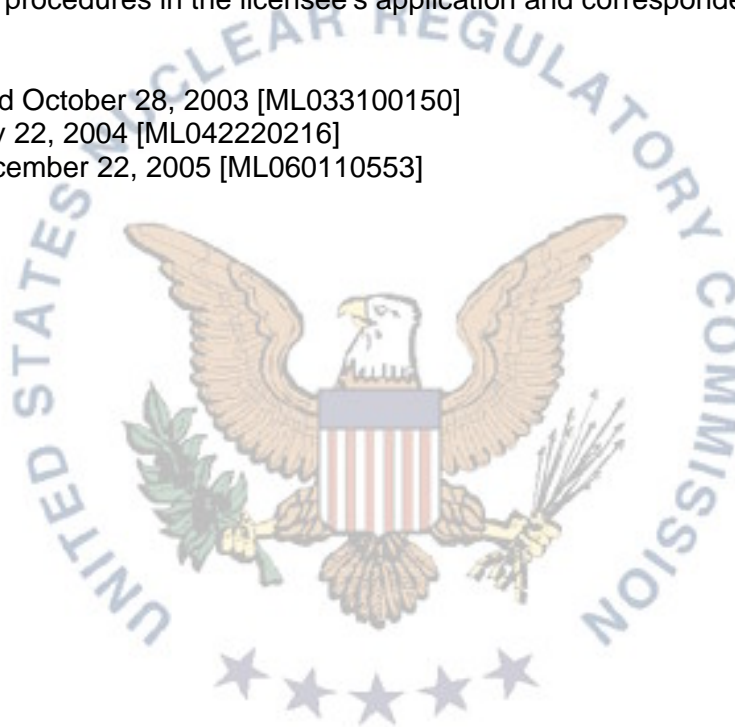 procedures in the licensee's application and corresponde
d October 28, 2003 [ML033100150]
y 22, 2004 [ML042220216]
cember 22, 2005 [ML060110553]
UNITED STATES NUCLEAR REGULATORY COMMISSION